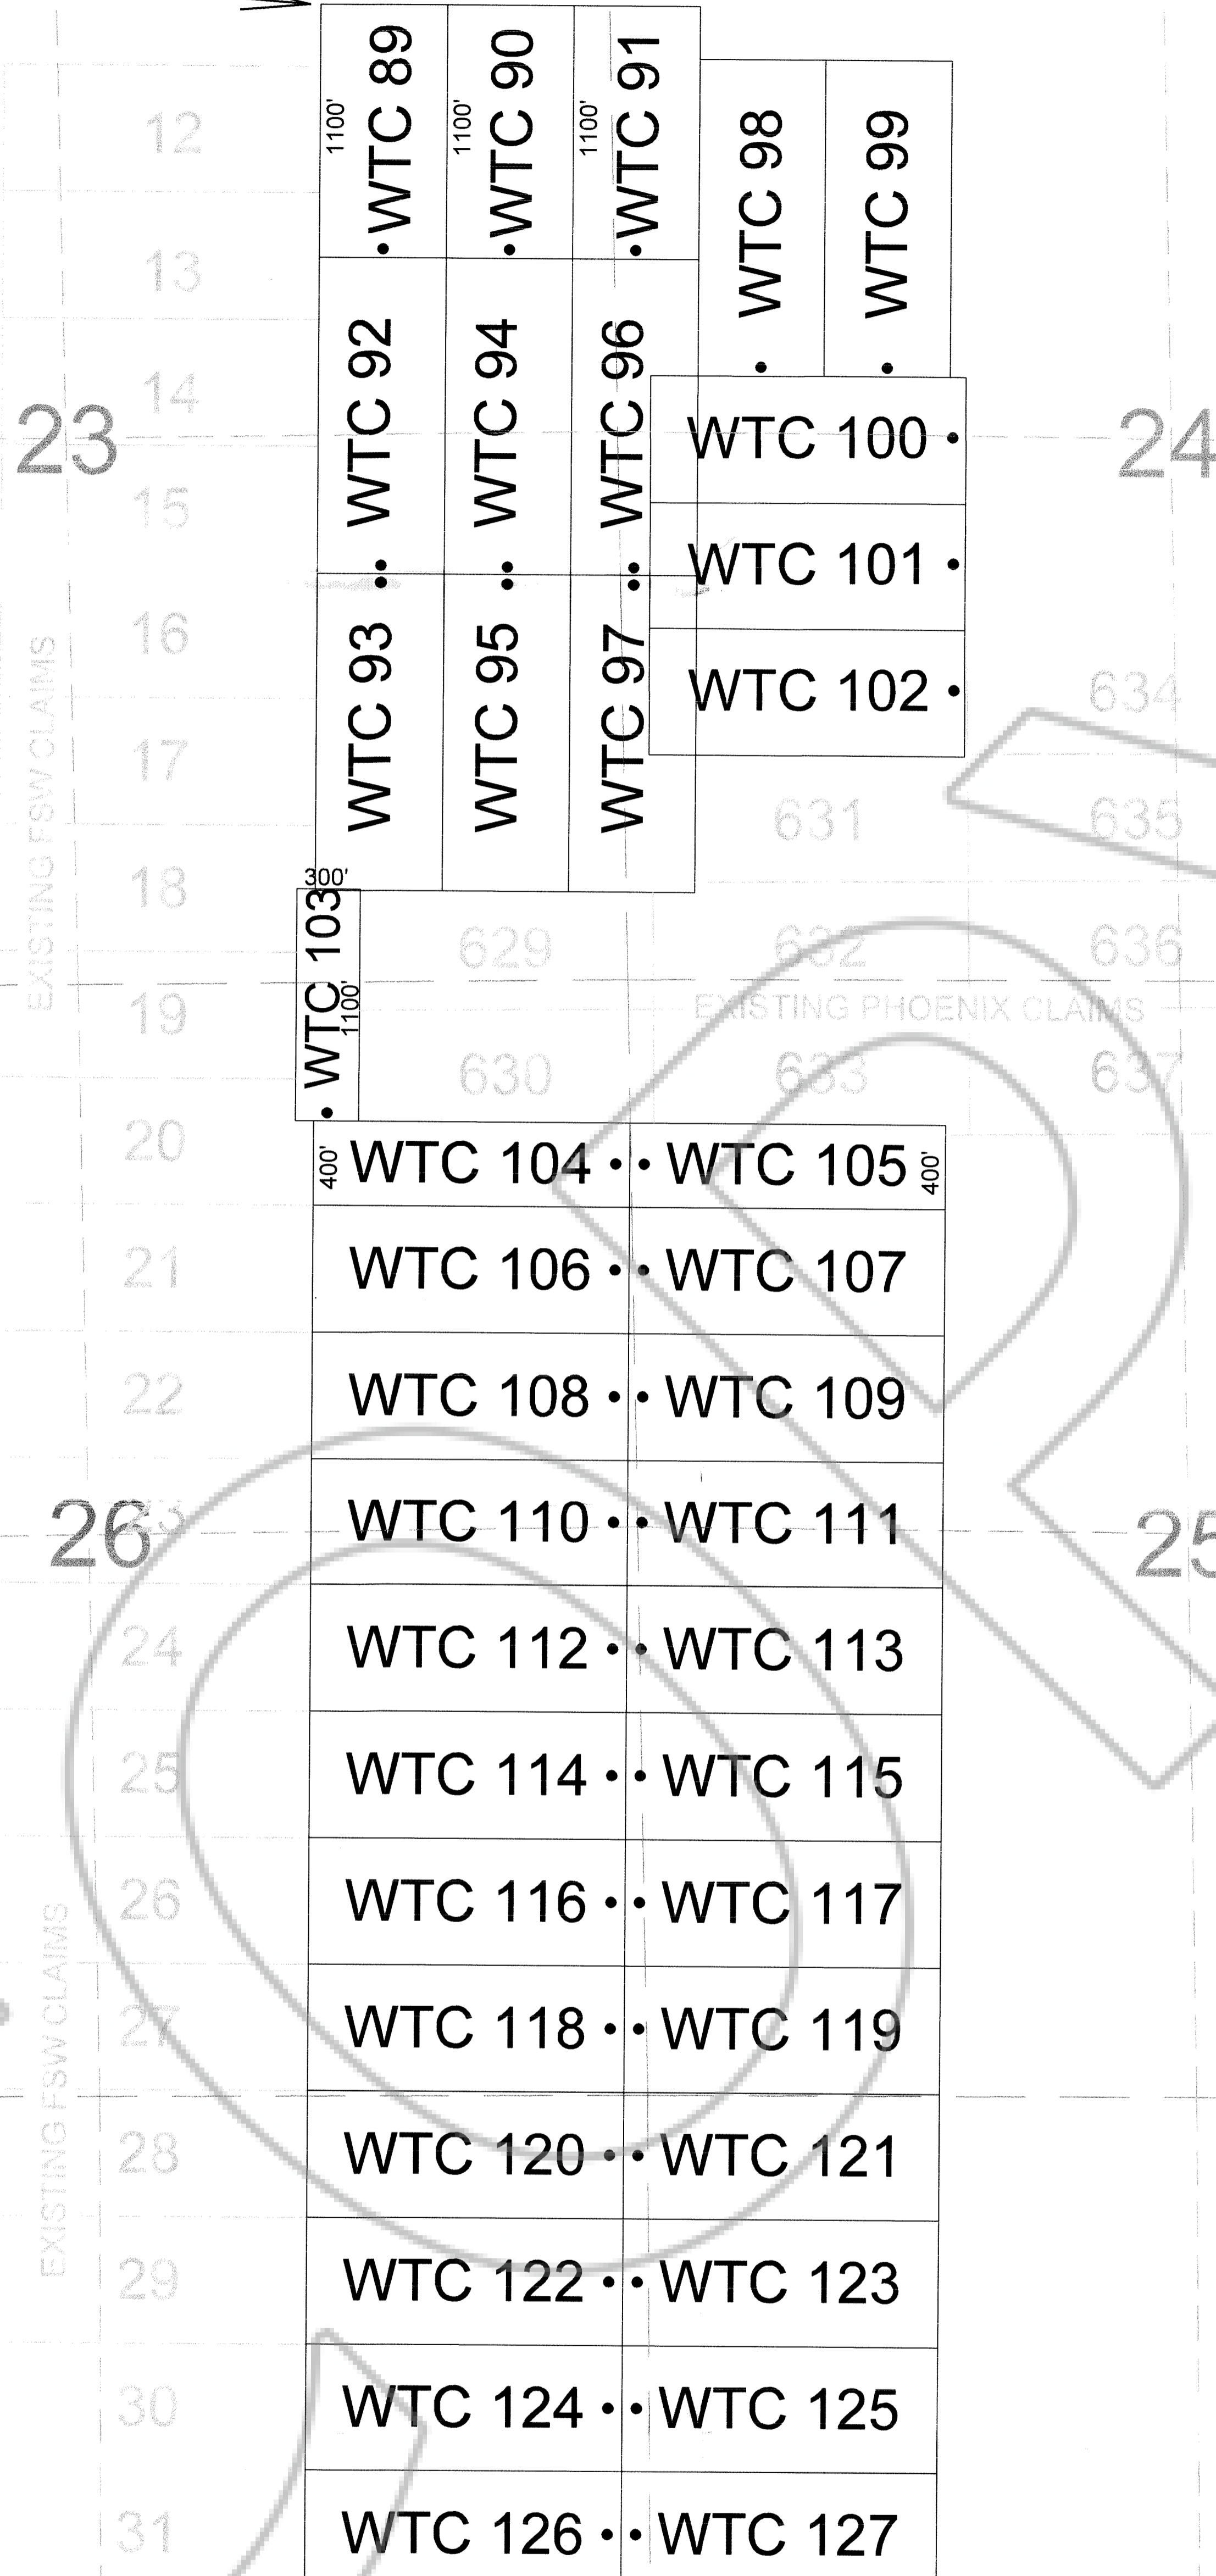 WTC 89
1100'
WTC 90
1100'
WTC 91
1100'
WTC 98
WTC 99
12
13
WTC 92
WTC 94
WTC 96
14
23
WTC 100
24
15
WTC 101
16
WTC 93
WTC 95
WTC 97
WTC 102
634
EXISTING FSW CLAIMS
17
631
635
18
300'
WTC 103
1100'
629
632
636
19
EXISTING PHOENIX CLAIMS
630
633
637
20
400'
WTC 104
WTC 105
400'
21
WTC 106
WTC 107
22
WTC 108
WTC 109
26
23
WTC 110
WTC 111
25
24
WTC 112
WTC 113
25
WTC 114
WTC 115
26
WTC 116
WTC 117
EXISTING FSW CLAIMS
27
WTC 118
WTC 119
28
WTC 120
WTC 121
29
WTC 122
WTC 123
30
WTC 124
WTC 125
31
WTC 126
WTC 127